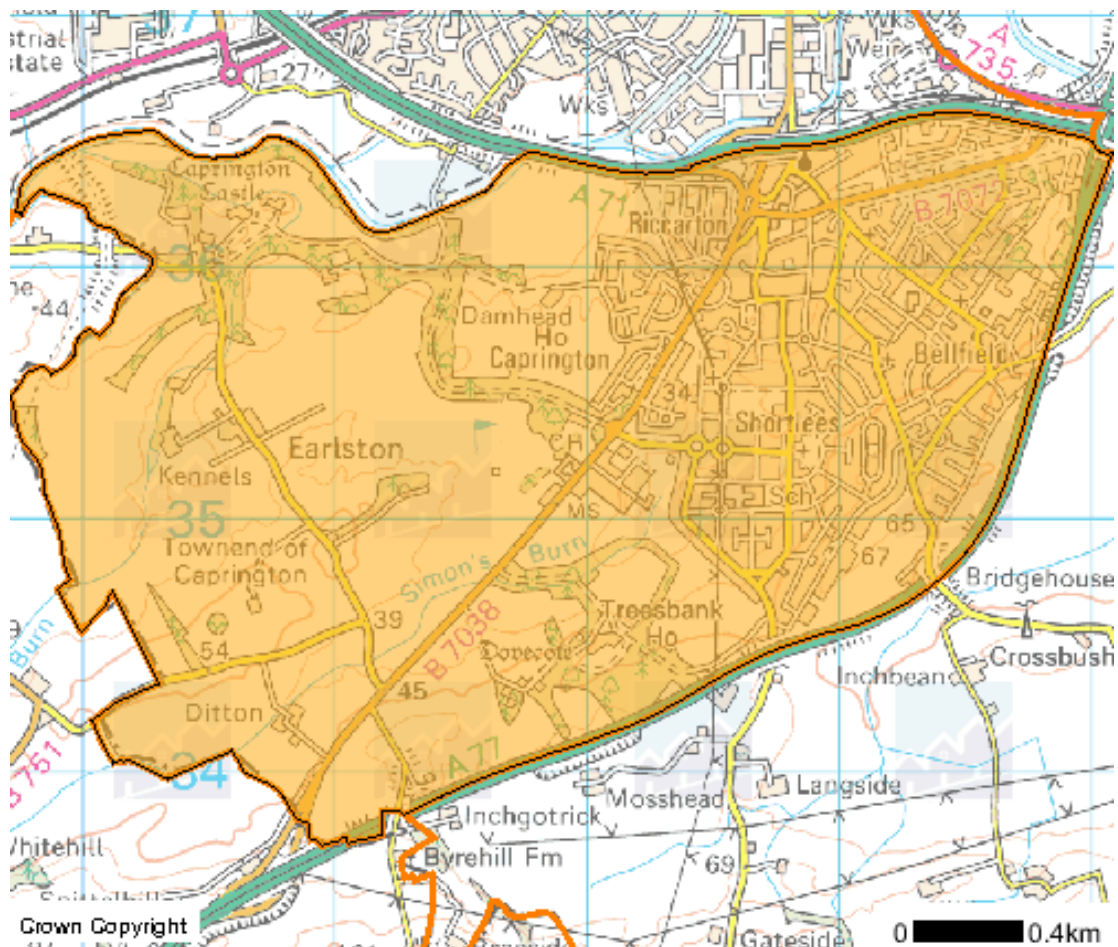 37
strial
state
27
Wks
Wks
Weir
A
735
Caprington
Castle
A 71
Riccarton
B 7072
36
44
Damhead
Ho
Caprington
Bellfield
34
Shortlees
CH
Earlston
Kennels
MS
Sch
35
65
67
Townend of
Caprington
Simon's Burn
Bridgehouse
Treesbank
Ho
39
Burn
54
Dovecote
B 7038
Crossbush
Inchbean
45
Ditton
A 77
B 751
34
Langside
Mosshead
Inchgotrick
Whitehill
Byrehill Fm
69
Crown Copyright
Gateside
0 0.4km